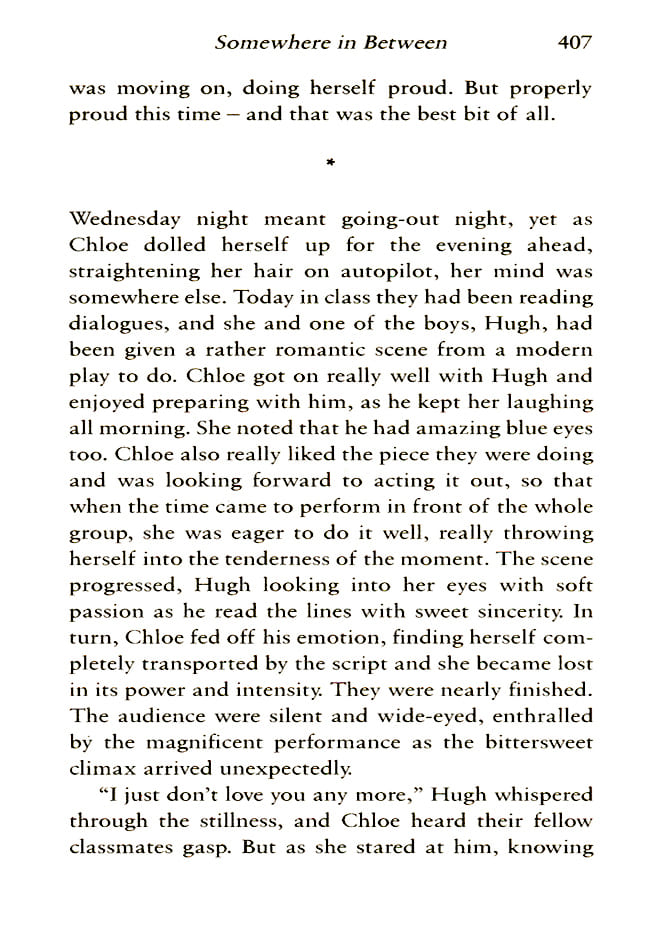 Somewhere in Between 407
was moving on, doing herself proud. But properly
proud this time – and that was the best bit of all.
*
Wednesday night meant going-out night, yet as
Chloe dolled herself up for the evening ahead,
straightening her hair on autopilot, her mind was
somewhere else. Today in class they had been reading
dialogues, and she and one of the boys, Hugh, had
been given a rather romantic scene from a modern
play to do. Chloe got on really well with Hugh and
enjoyed preparing with him, as he kept her laughing
all morning. She noted that he had amazing blue eyes
too. Chloe also really liked the piece they were doing
and was looking forward to acting it out, so that
when the time came to perform in front of the whole
group, she was eager to do it well, really throwing
herself into the tenderness of the moment. The scene
progressed, Hugh looking into her eyes with soft
passion as he read the lines with sweet sincerity. In
turn, Chloe fed off his emotion, finding herself com-
pletely transported by the script and she became lost
in its power and intensity. They were nearly finished.
The audience were silent and wide-eyed, enthralled
by the magnificent performance as the bittersweet
climax arrived unexpectedly.
“I just don’t love you any more,” Hugh whispered
through the stillness, and Chloe heard their fellow
classmates gasp. But as she stared at him, knowing